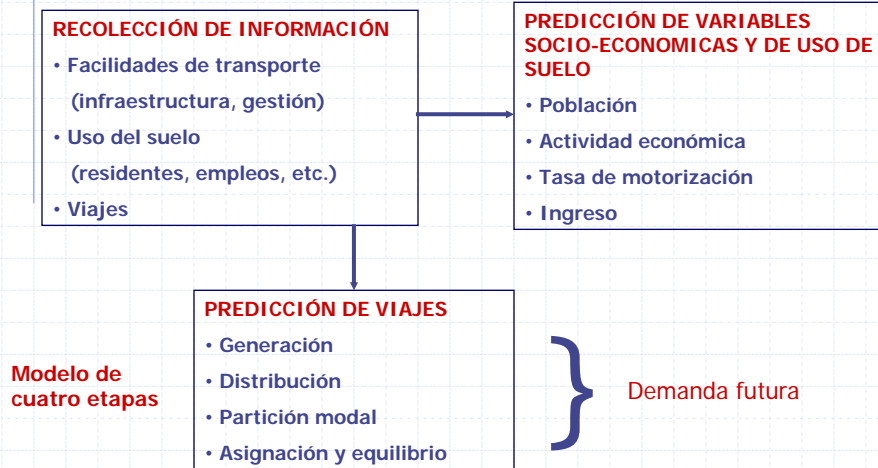 RECOLECCIÓN DE INFORMACIÓN
• Facilidades de transporte
(infraestructura, gestión)
• Uso del suelo
(residentes, empleos, etc.)
• Viajes
PREDICCIÓN DE VARIABLES
SOCIO-ECONOMICAS Y DE USO DE
SUELO
• Población
• Actividad económica
• Tasa de motorización
• Ingreso
Modelo de
cuatro etapas
PREDICCIÓN DE VIAJES
• Generación
• Distribución
• Partición modal
• Asignación y equilibrio
}
Demanda futura